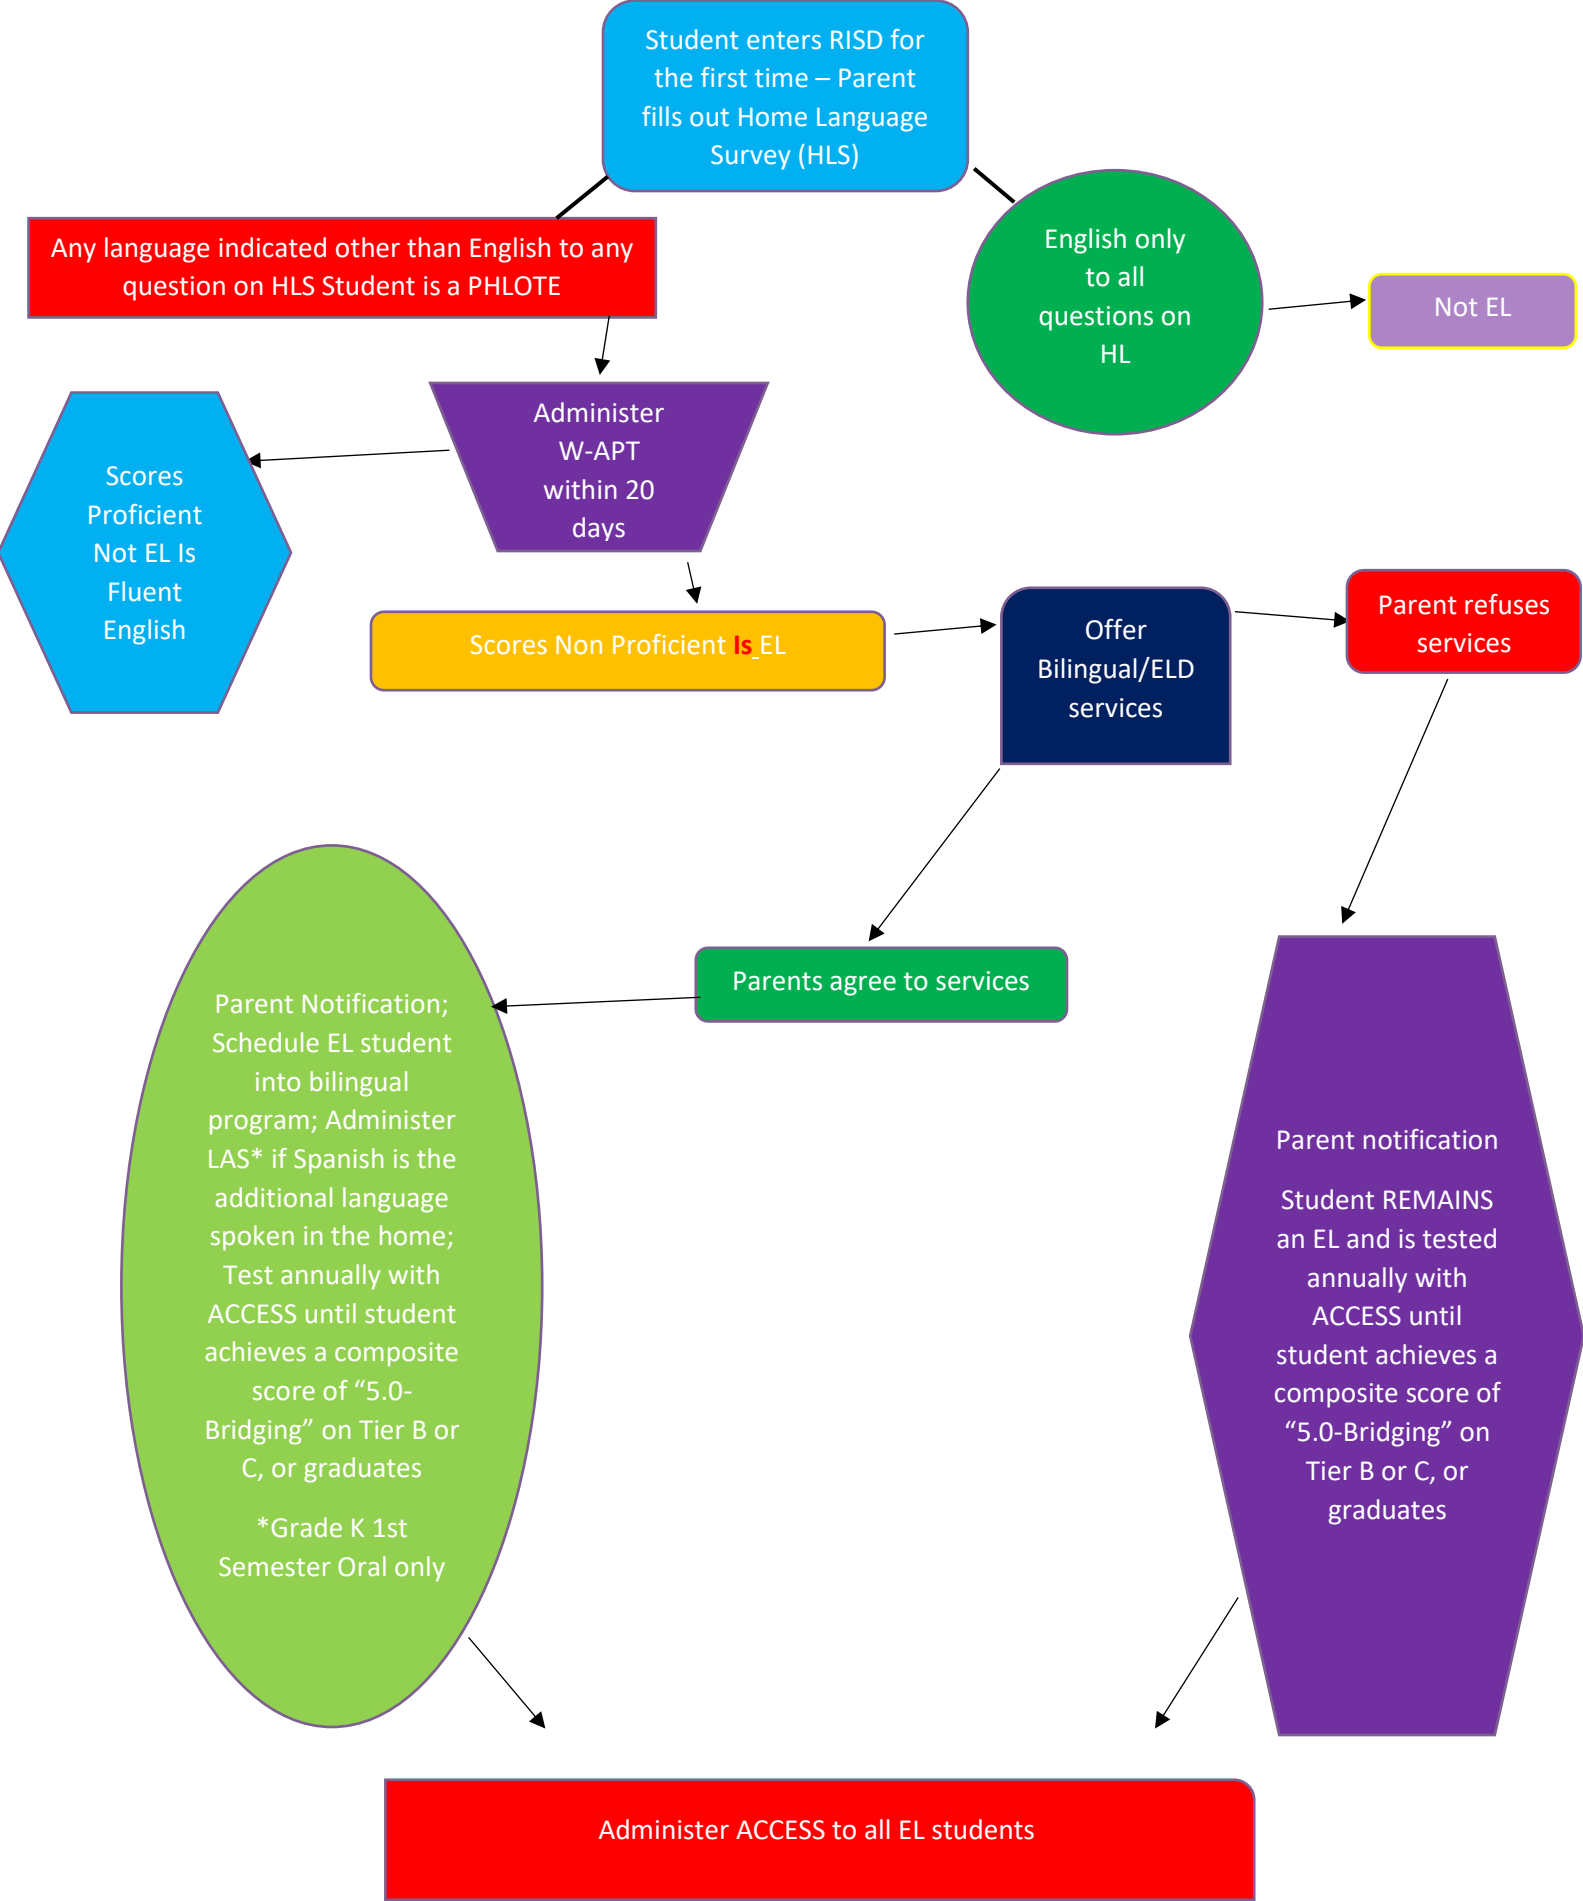 Student enters RISD for
the first time – Parent
fills out Home Language
Survey (HLS)
Any language indicated other than English to any
question on HLS Student is a PHLOTE
English only
to all
questions on
HL
Not EL
Administer
W-APT
within 20
days
Scores
Proficient
Not EL Is
Fluent
English
Scores Non Proficient Is EL
Offer
Bilingual/ELD
services
Parent refuses
services
Parents agree to services
Parent Notification;
Schedule EL student
into bilingual
program; Administer
LAS* if Spanish is the
additional language
spoken in the home;
Test annually with
ACCESS until student
achieves a composite
score of “5.0-
Bridging” on Tier B or
C, or graduates
*Grade K 1st
Semester Oral only
Parent notification
Student REMAINS
an EL and is tested
annually with
ACCESS until
student achieves a
composite score of
“5.0-Bridging” on
Tier B or C, or
graduates
Administer ACCESS to all EL students